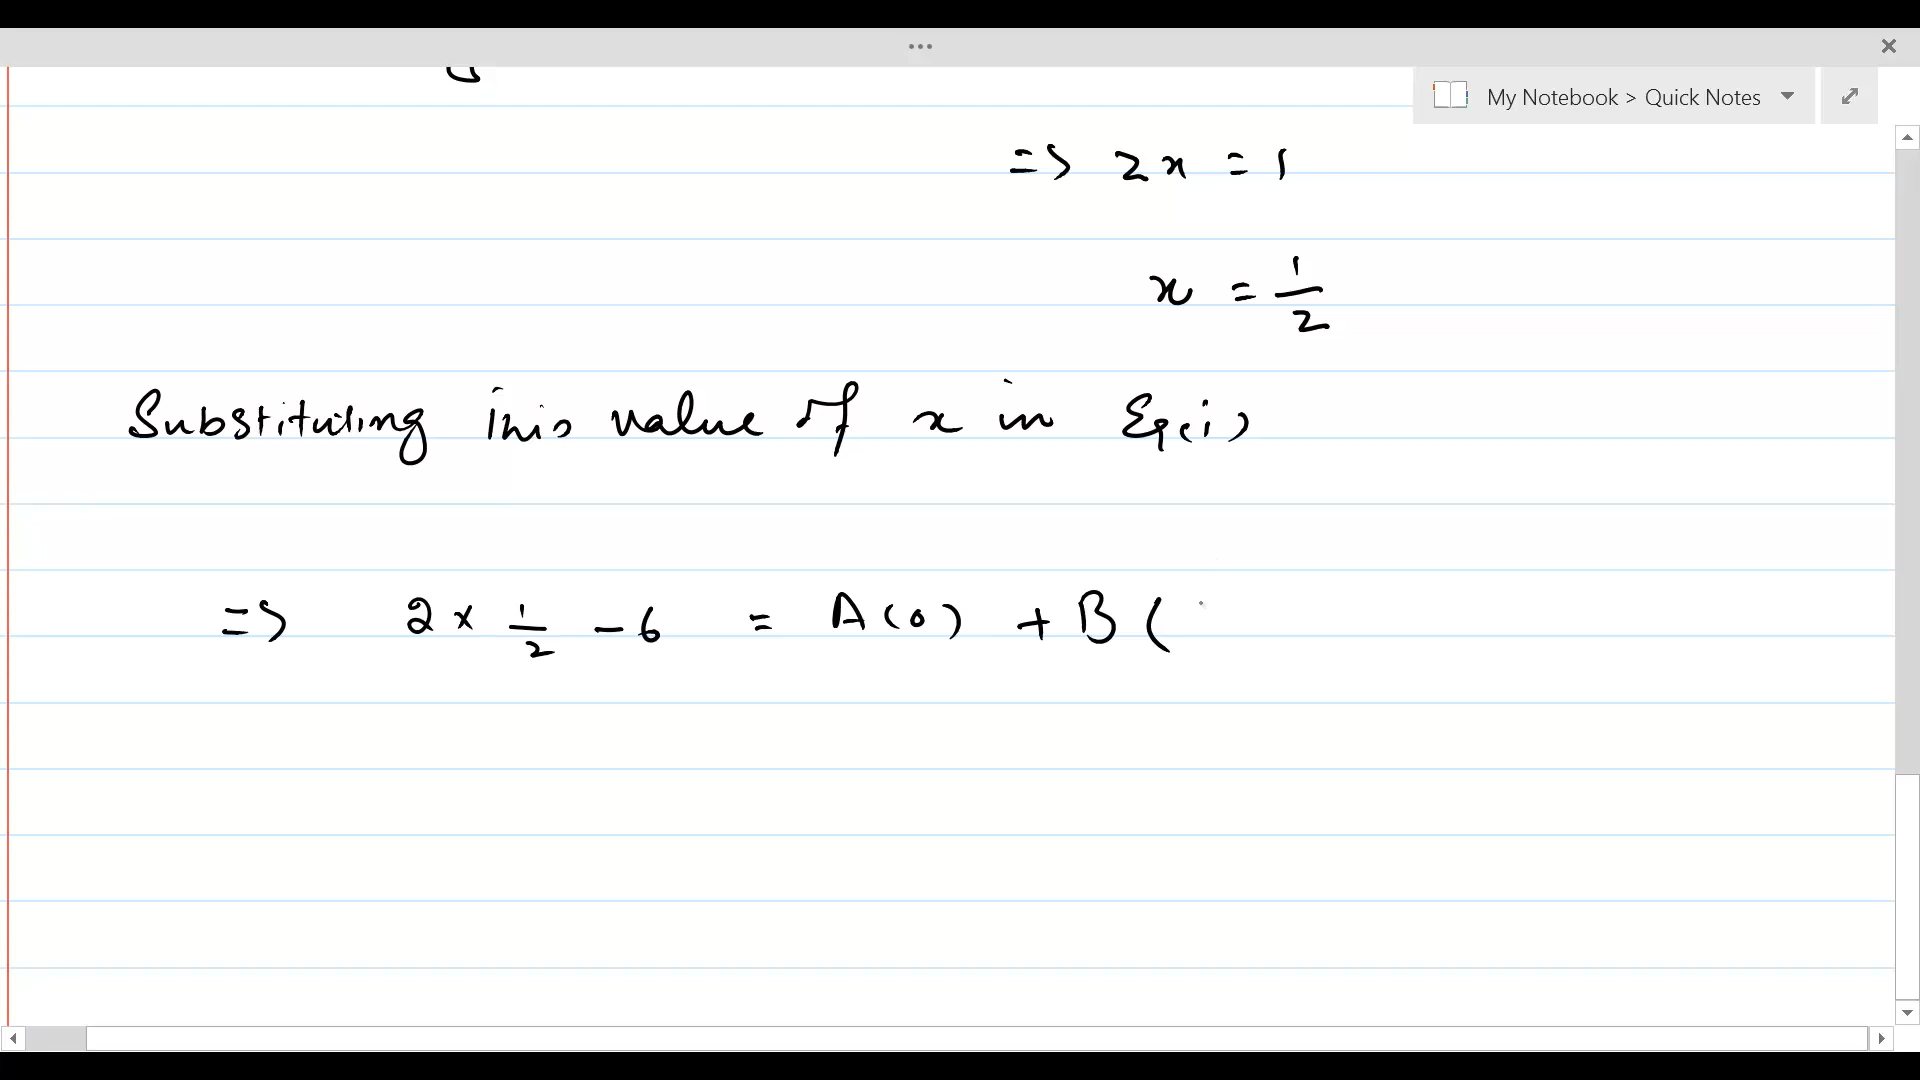 ...
My Notebook > Quick Notes
=> 2x = 1
x = 1/2
Substituting this value of x in Eq(i)
=> 2 × 1/2 - 6 = A(0) + B (